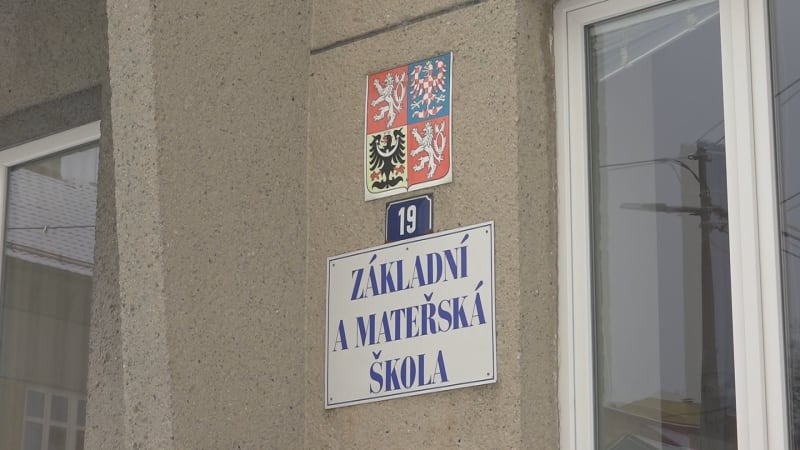 19
ZÁKLADNÍ
A MATEŘSKÁ
ŠKOLA